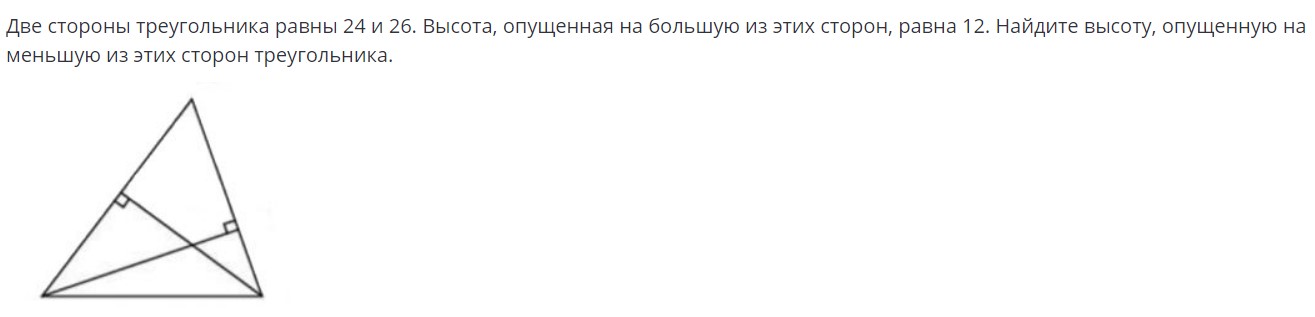 Две стороны треугольника равны 24 и 26. Высота, опущенная на большую из этих сторон, равна 12. Найдите высоту, опущенную на
меньшую из этих сторон треугольника.